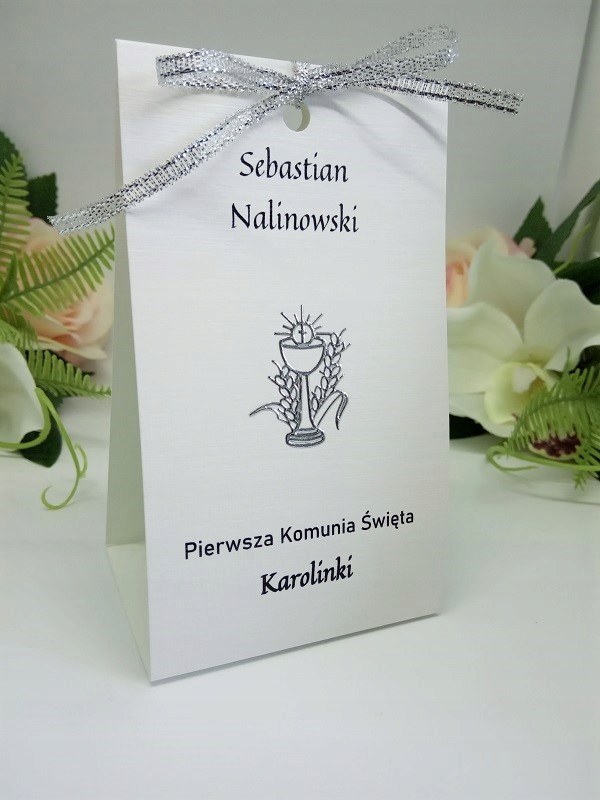 Sebastian
Nalinowski
Pierwsza Komunia Święta
Karolinki